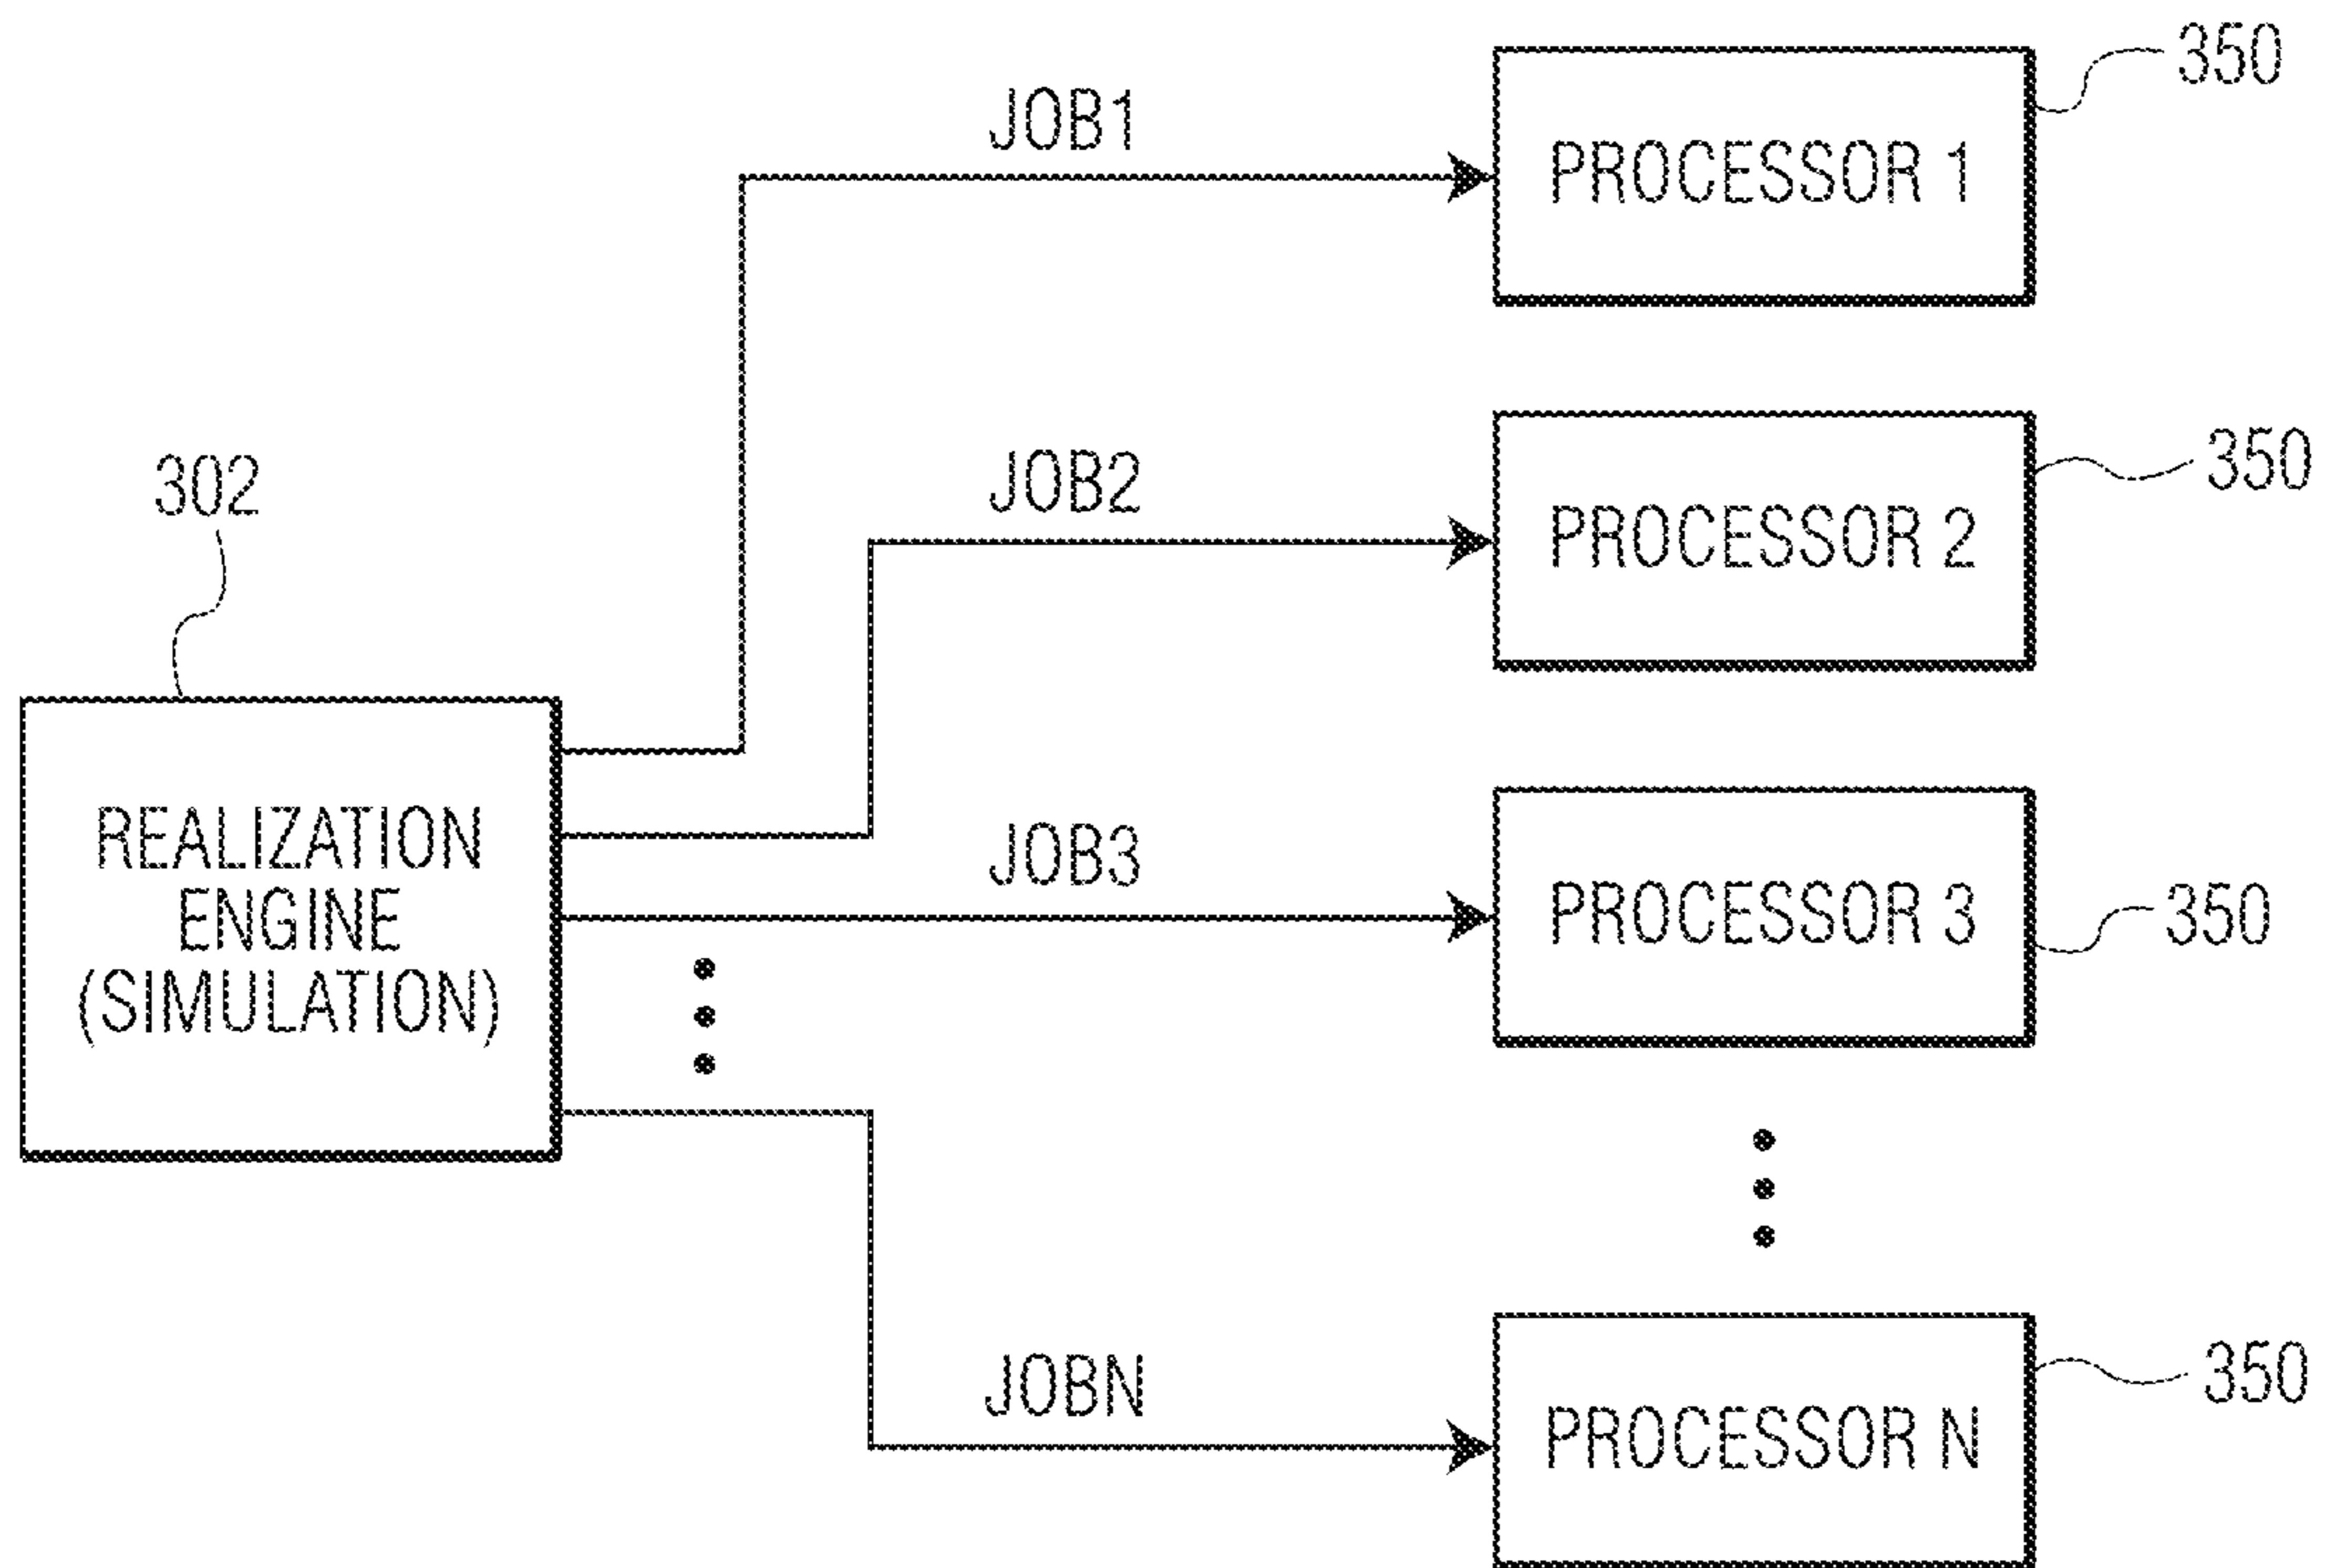 350
JOB1
PROCESSOR 1
350
JOB2
PROCESSOR 2
302
JOB3
PROCESSOR 3
350
REALIZATION
ENGINE
(SIMULATION)
350
JOBN
PROCESSOR N